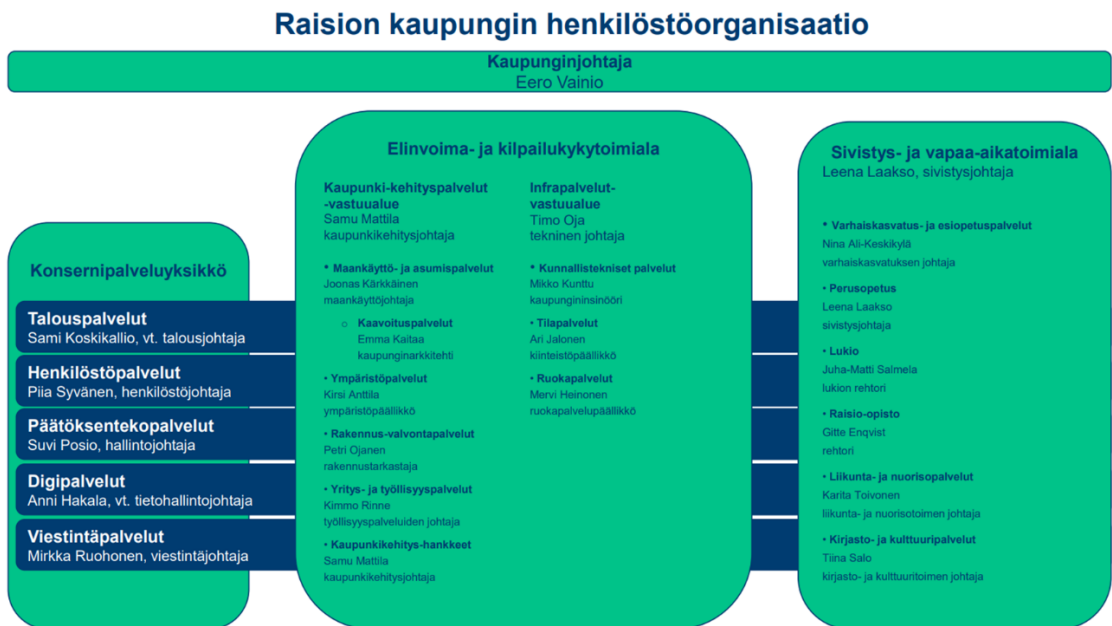 Raision kaupungin henkilöstöorganisaatio
Kaupunginjohtaja
Eero Vainio
Konsernipalveluyksikkö
Talouspalvelut
Sami Koskikallio, vt. talousjohtaja
Henkilöstöpalvelut
Piia Syvänen, henkilöstöjohtaja
Päätöksentekopalvelut
Suvi Posio, hallintojohtaja
Digipalvelut
Anni Hakala, vt. tietohallintojohtaja
Viestintäpalvelut
Mirkka Ruohonen, viestintäjohtaja
Elinvoima- ja kilpailukykytoimiala
Kaupunki-kehityspalvelut
-vastuualue
Samu Mattila
kaupunkikehitysjohtaja
• Maankäyttö- ja asumispalvelut
Joonas Kärkkäinen
maankäyttöjohtaja
o Kaavoituspalvelut
Emma Kaitaa
kaupunginarkkitehti
• Ympäristöpalvelut
Kirsi Anttila
ympäristöpäällikkö
• Rakennus-valvontapalvelut
Petri Ojanen
rakennustarkastaja
• Yritys- ja työllisyyspalvelut
Kimmo Rinne
työllisyyspalveluiden johtaja
• Kaupunkikehitys-hankkeet
Samu Mattila
kaupunkikehitysjohtaja
Infrapalvelut-
vastuualue
Timo Oja
tekninen johtaja
• Kunnallistekniset palvelut
Mikko Kunttu
kaupungininsinööri
• Tilapalvelut
Ari Jalonen
kiinteistöpäällikkö
• Ruokapalvelut
Mervi Heinonen
ruokapalvelupäällikkö
Sivistys- ja vapaa-aikatoimiala
Leena Laakso, sivistysjohtaja
• Varhaiskasvatus- ja esiopetuspalvelut
Nina Ali-Keskikylä
varhaiskasvatuksen johtaja
• Perusopetus
Leena Laakso
sivistysjohtaja
• Lukio
Juha-Matti Salmela
lukion rehtori
• Raisio-opisto
Gitte Enqvist
rehtori
• Liikunta- ja nuorisopalvelut
Karita Toivonen
liikunta- ja nuorisotoimen johtaja
• Kirjasto- ja kulttuuripalvelut
Tiina Salo
kirjasto- ja kulttuuritoimen johtaja